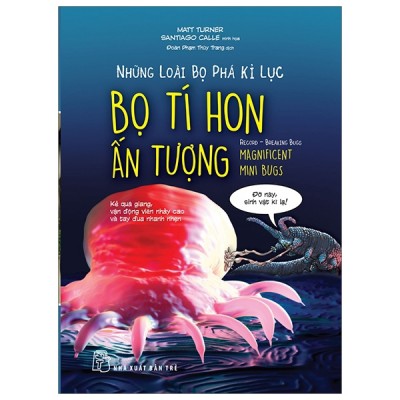 MATT TURNER
SANTIAGO CALLE minh họa
Đoàn Phạm Thùy Trang dịch
NHỮNG LOÀI BỌ PHÁ KỈ LỤC
BỌ TÍ HON
ẤN TƯỢNG
RECORD - BREAKING BUGS
MAGNIFICENT
MINI BUGS
Kẻ quá giang,
vận động viên nhảy cao
và tay đua nhanh nhẹn
Đỡ này,
sinh vật kì lạ!
NHÀ XUẤT BẢN TRẺ